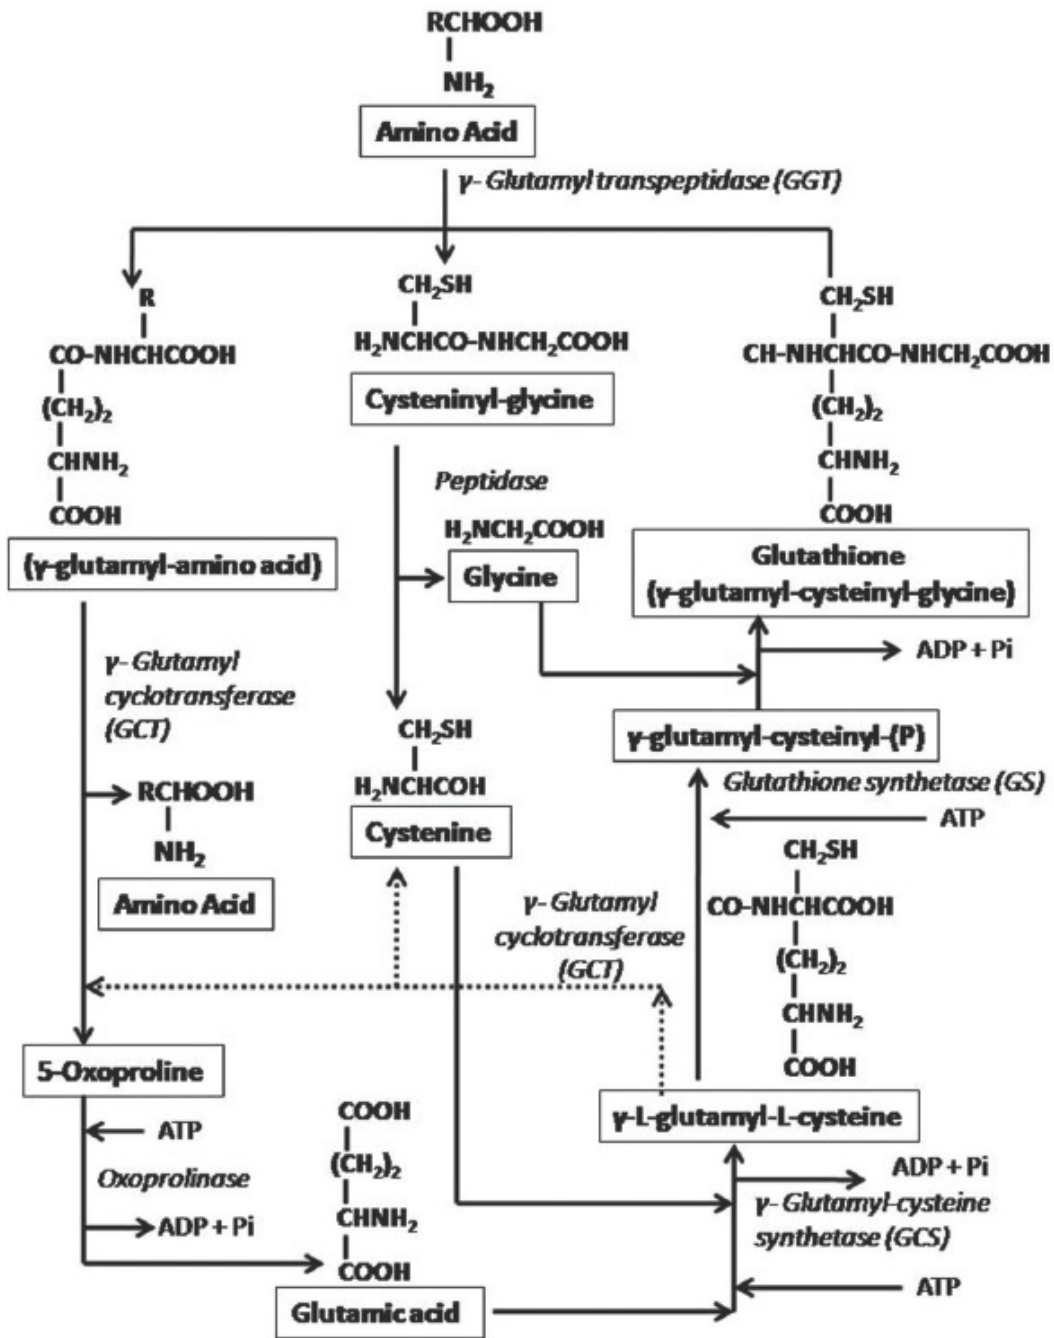 RCHOOH
NH₂
Amino Acid
γ- Glutamyl transpeptidase (GGT)
R
CO-NHCHCOOH
(CH₂)₂
CHNH₂
COOH
(γ-glutamyl-amino acid)
CH₂SH
H₂NCHCO-NHCH₂COOH
Cysteninyl-glycine
CH₂SH
CH-NHCHCO-NHCH₂COOH
(CH₂)₂
CHNH₂
COOH
Glutathione
(γ-glutamyl-cysteinyl-glycine)
Peptidase
H₂NCH₂COOH
Glycine
ADP + Pi
γ- Glutamyl
cyclotransferase
(GCT)
RCHOOH
NH₂
Amino Acid
CH₂SH
H₂NCHCOH
Cystenine
γ-glutamyl-cysteinyl-(P)
Glutathione synthetase (GS)
ATP
γ- Glutamyl
cyclotransferase
(GCT)
CH₂SH
CO-NHCHCOOH
(CH₂)₂
CHNH₂
COOH
5-Oxoproline
γ-L-glutamyl-L-cysteine
ATP
Oxoprolinase
ADP + Pi
COOH
(CH₂)₂
CHNH₂
COOH
Glutamic acid
ADP + Pi
γ- Glutamyl-cysteine
synthetase (GCS)
ATP